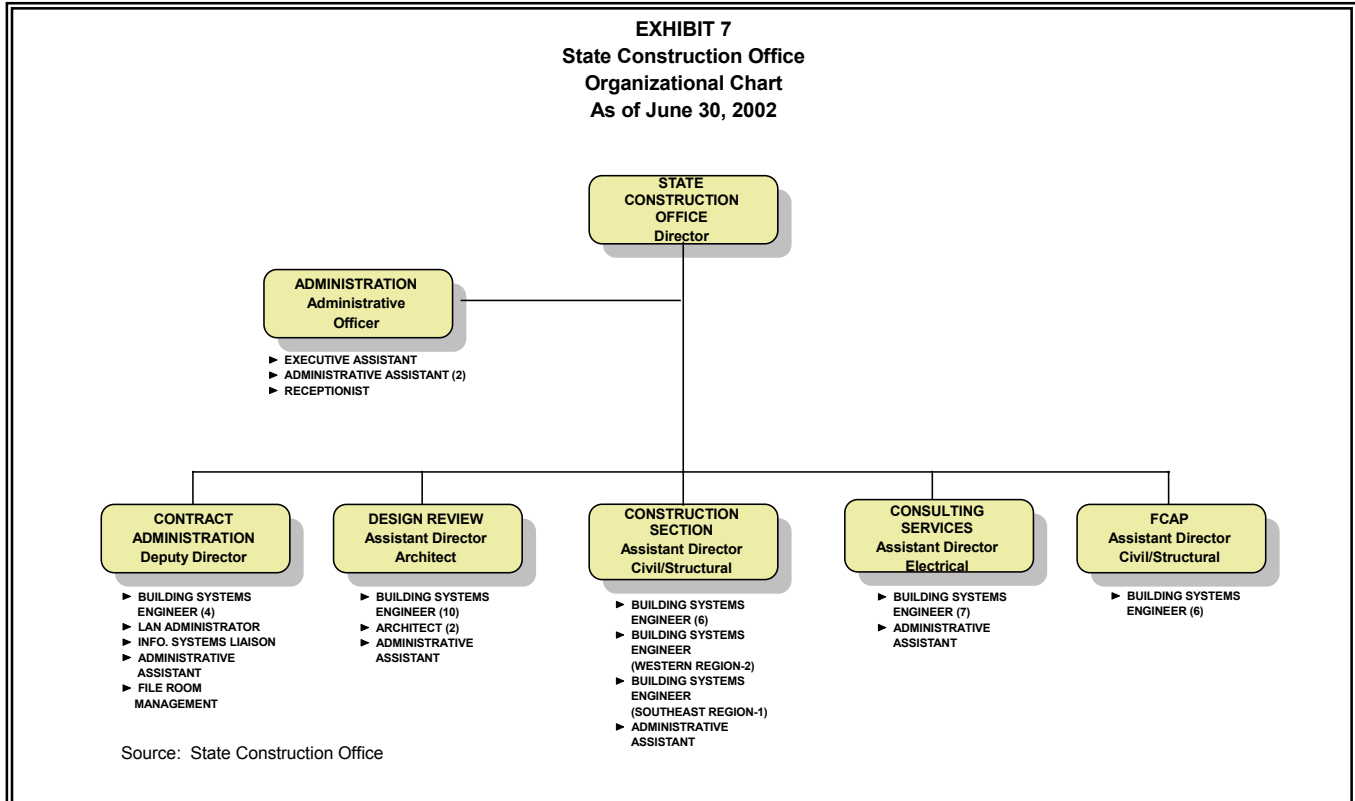 EXHIBIT 7
State Construction Office
Organizational Chart
As of June 30, 2002
STATE
CONSTRUCTION
OFFICE
Director
ADMINISTRATION
Administrative
Officer
► EXECUTIVE ASSISTANT
► ADMINISTRATIVE ASSISTANT (2)
► RECEPTIONIST
CONTRACT
ADMINISTRATION
Deputy Director
► BUILDING SYSTEMS
ENGINEER (4)
► LAN ADMINISTRATOR
► INFO. SYSTEMS LIAISON
► ADMINISTRATIVE
ASSISTANT
► FILE ROOM
MANAGEMENT
DESIGN REVIEW
Assistant Director
Architect
► BUILDING SYSTEMS
ENGINEER (10)
► ARCHITECT (2)
► ADMINISTRATIVE
ASSISTANT
CONSTRUCTION
SECTION
Assistant Director
Civil/Structural
► BUILDING SYSTEMS
ENGINEER (6)
► BUILDING SYSTEMS
ENGINEER
(WESTERN REGION-2)
► BUILDING SYSTEMS
ENGINEER
(SOUTHEAST REGION-1)
► ADMINISTRATIVE
ASSISTANT
CONSULTING
SERVICES
Assistant Director
Electrical
► BUILDING SYSTEMS
ENGINEER (7)
► ADMINISTRATIVE
ASSISTANT
FCAP
Assistant Director
Civil/Structural
► BUILDING SYSTEMS
ENGINEER (6)
Source: State Construction Office